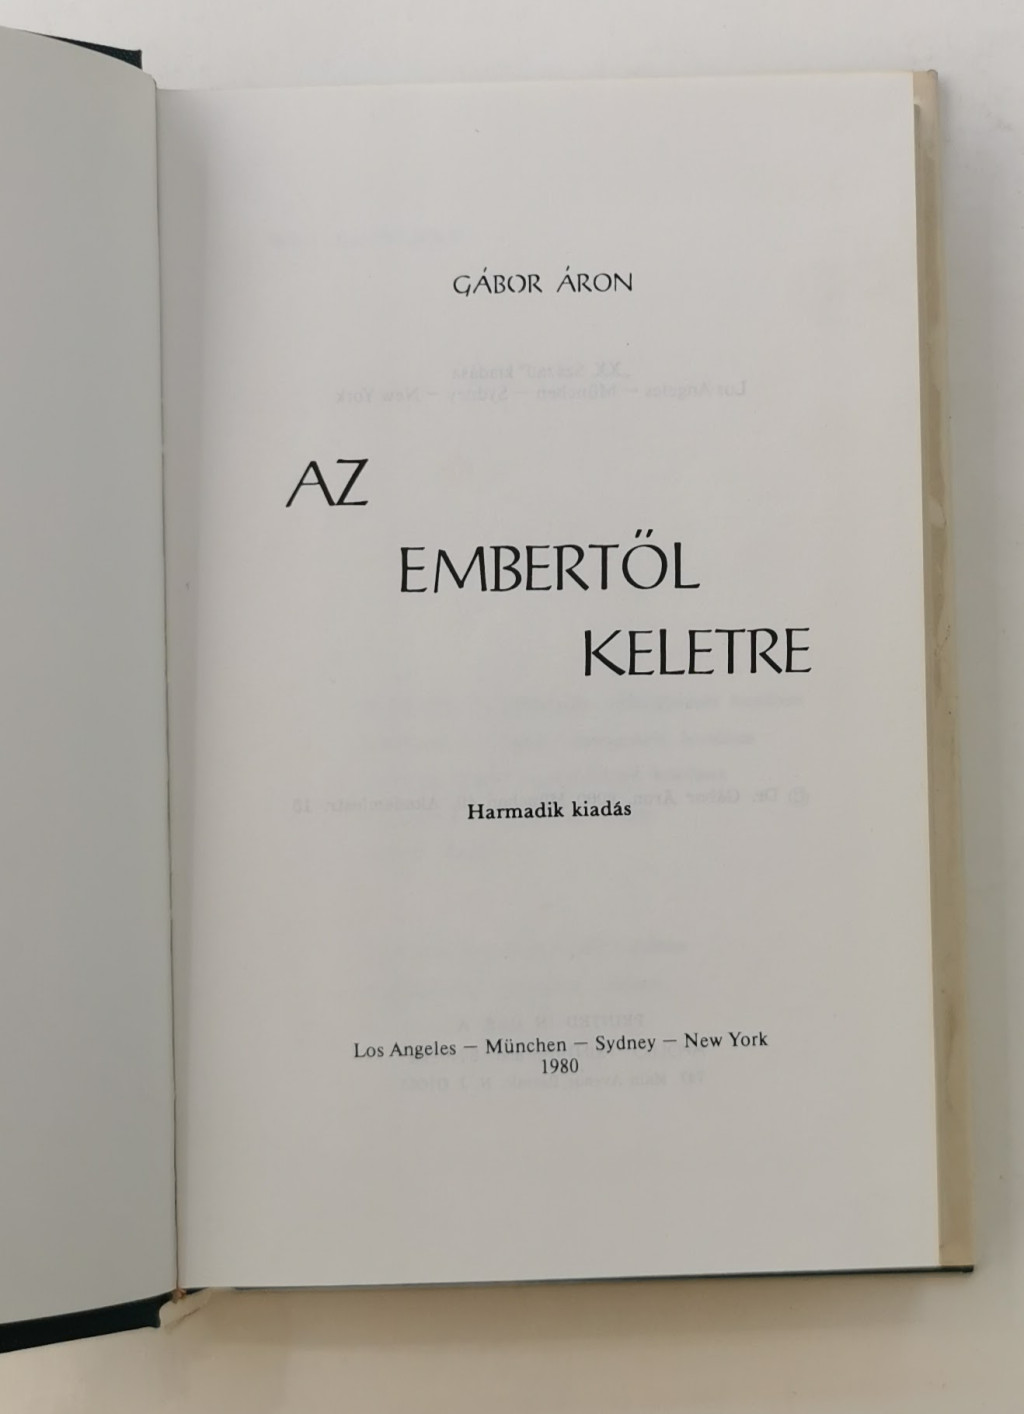 GÁBOR ÁRON
AZ
EMBERTŐL
KELETRE
Harmadik kiadás
Los Angeles — München — Sydney — New York
1980